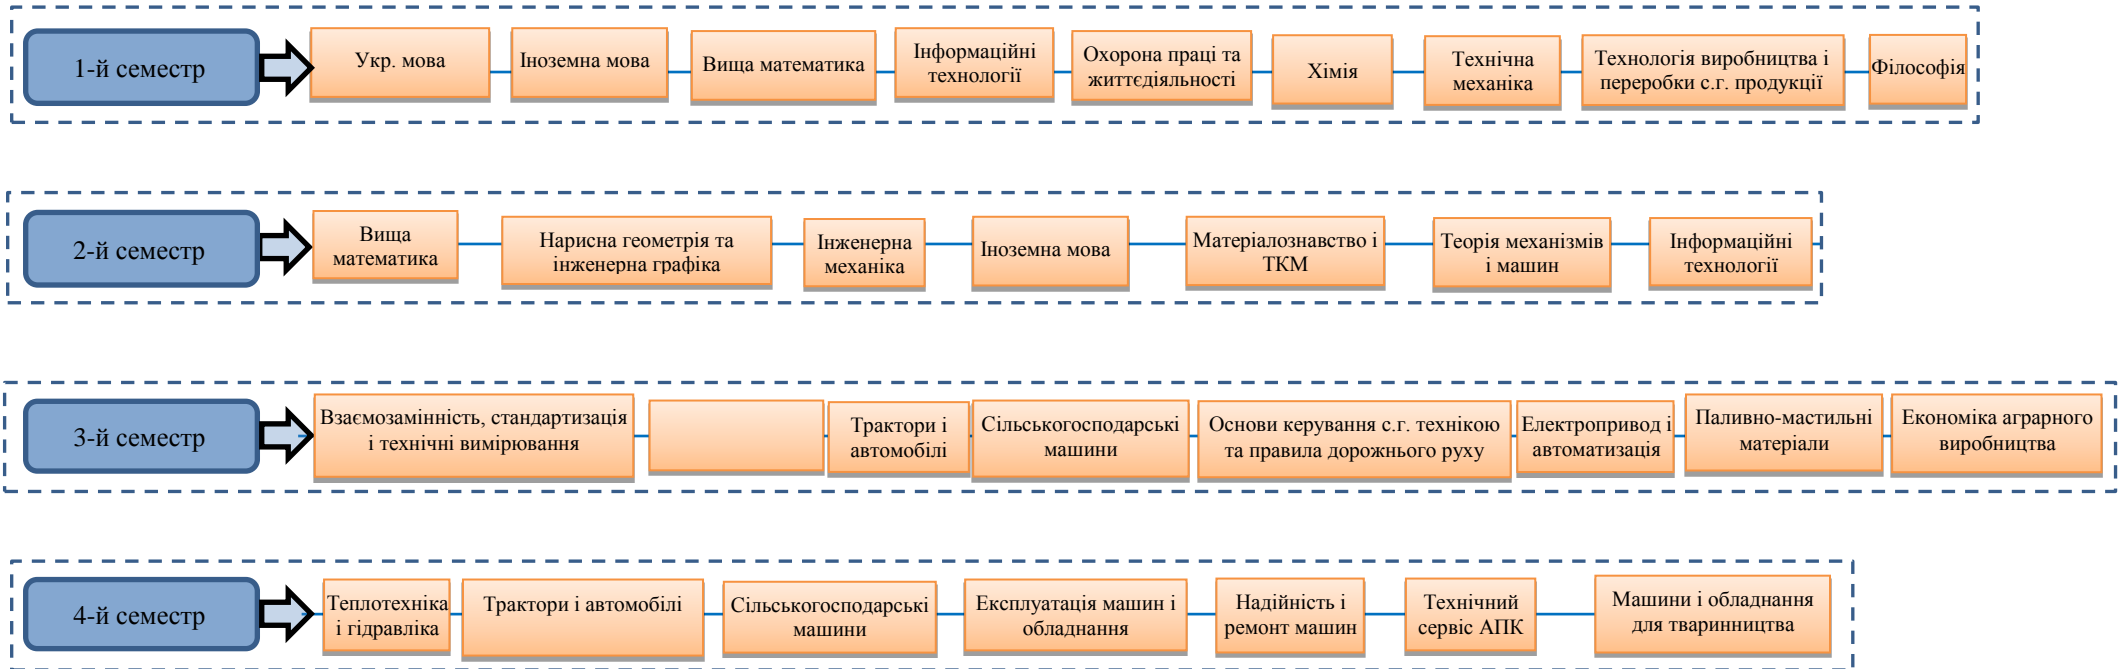 1-й семестр
Укр. мова
Іноземна мова
Вища математика
Інформаційні
технології
Охорона праці та
життєдіяльності
Хімія
Технічна
механіка
Технологія виробництва і
переробки с.г. продукції
Філософія
2-й семестр
Вища
математика
Нарисна геометрія та
інженерна графіка
Інженерна
механіка
Іноземна мова
Матеріалознавство і
ТКМ
Теорія механізмів
і машин
Інформаційні
технології
3-й семестр
Взаємозамінність, стандартизація
і технічні вимірювання
Трактори і
автомобілі
Сільськогосподарські
машини
Основи керування с.г. технікою
та правила дорожнього руху
Електропривод і
автоматизація
Паливно-мастильні
матеріали
Економіка аграрного
виробництва
4-й семестр
Теплотехніка
і гідравліка
Трактори і автомобілі
Сільськогосподарські
машини
Експлуатація машин і
обладнання
Надійність і
ремонт машин
Технічний
сервіс АПК
Машини і обладнання
для тваринництва